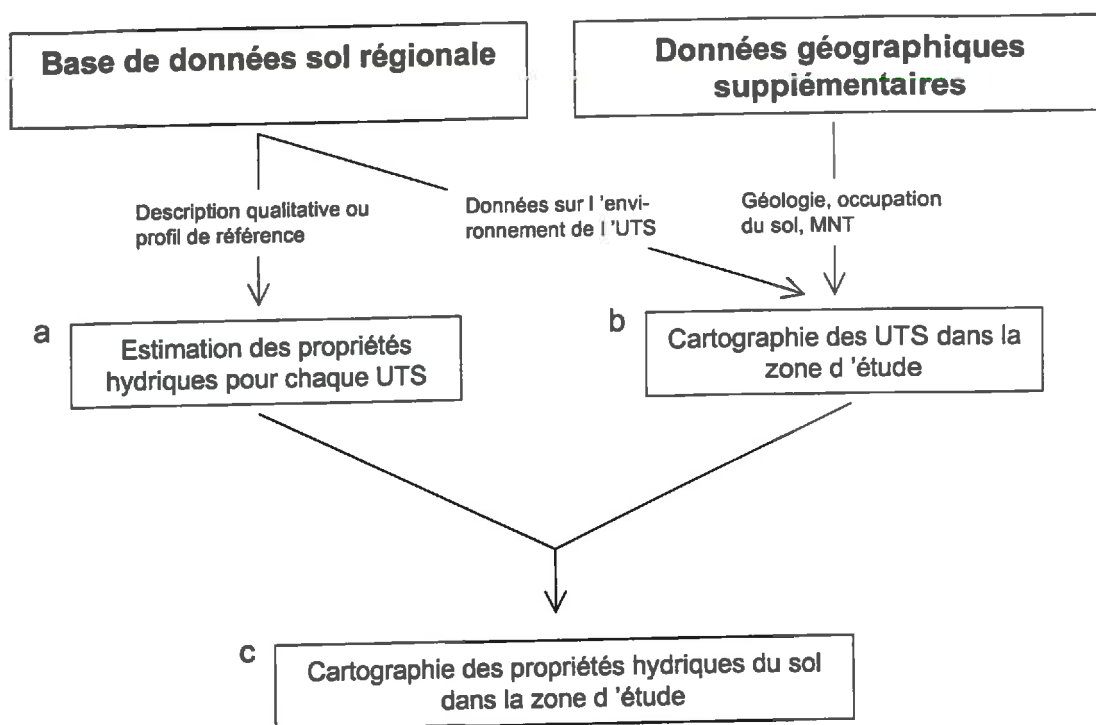 Base de données sol régionale
Données géographiques
suppiémentaires
Description qualitative ou
profil de référence
Données sur l 'envi-
ronnement de l 'UTS
Géologie, occupation
du sol, MNT
a
Estimation des propriétés
hydriques pour chaque UTS
b
Cartographie des UTS dans la
zone d 'étude
c
Cartographie des propriétés hydriques du sol
dans la zone d 'étude